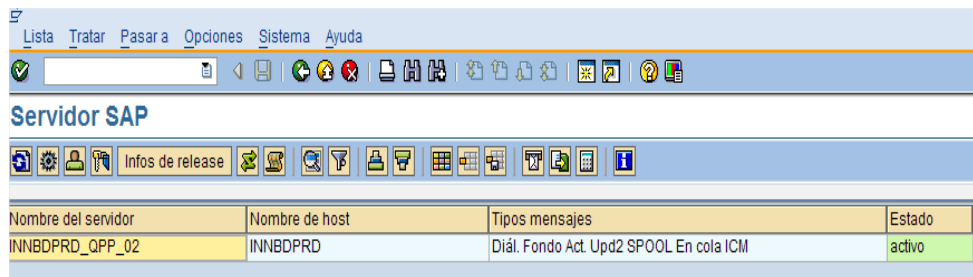 Lista Tratar Pasar a Opciones Sistema Ayuda
Servidor SAP
Infos de release
Nombre del servidor Nombre de host Tipos mensajes Estado
INNBDPRD_QPP_02 INNBDPRD Diál. Fondo Act. Upd2 SPOOL En cola ICM activo